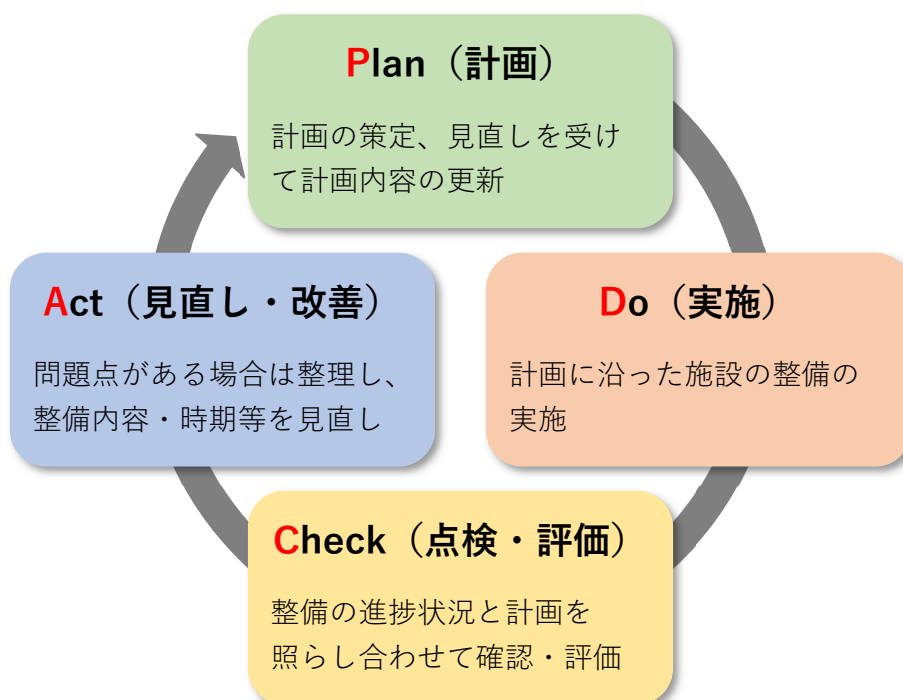 Plan（計画）
計画の策定、見直しを受け
て計画内容の更新
Act（見直し・改善）
問題点がある場合は整理し、
整備内容・時期等を見直し
Do（実施）
計画に沿った施設の整備の
実施
Check（点検・評価）
整備の進捗状況と計画を
照らし合わせて確認・評価